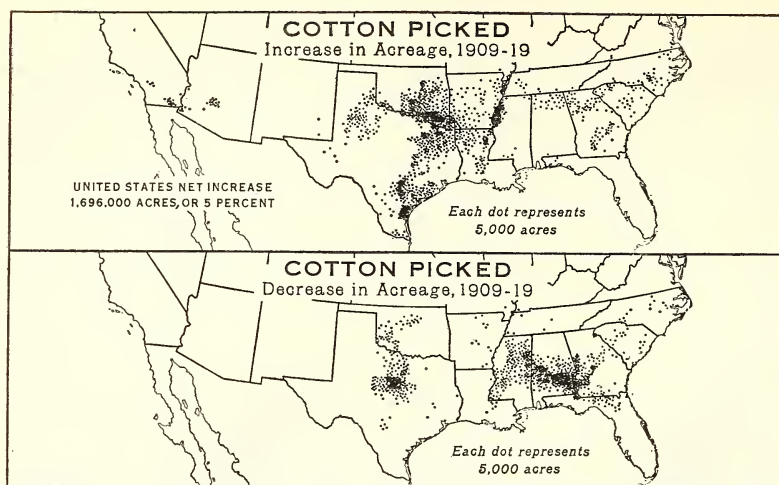 COTTON PICKED
Increase in Acreage, 1909-19
UNITED STATES NET INCREASE
1,696,000 ACRES, OR 5 PERCENT
Each dot represents
5,000 acres
COTTON PICKED
Decrease in Acreage, 1909-19
Each dot represents
5,000 acres